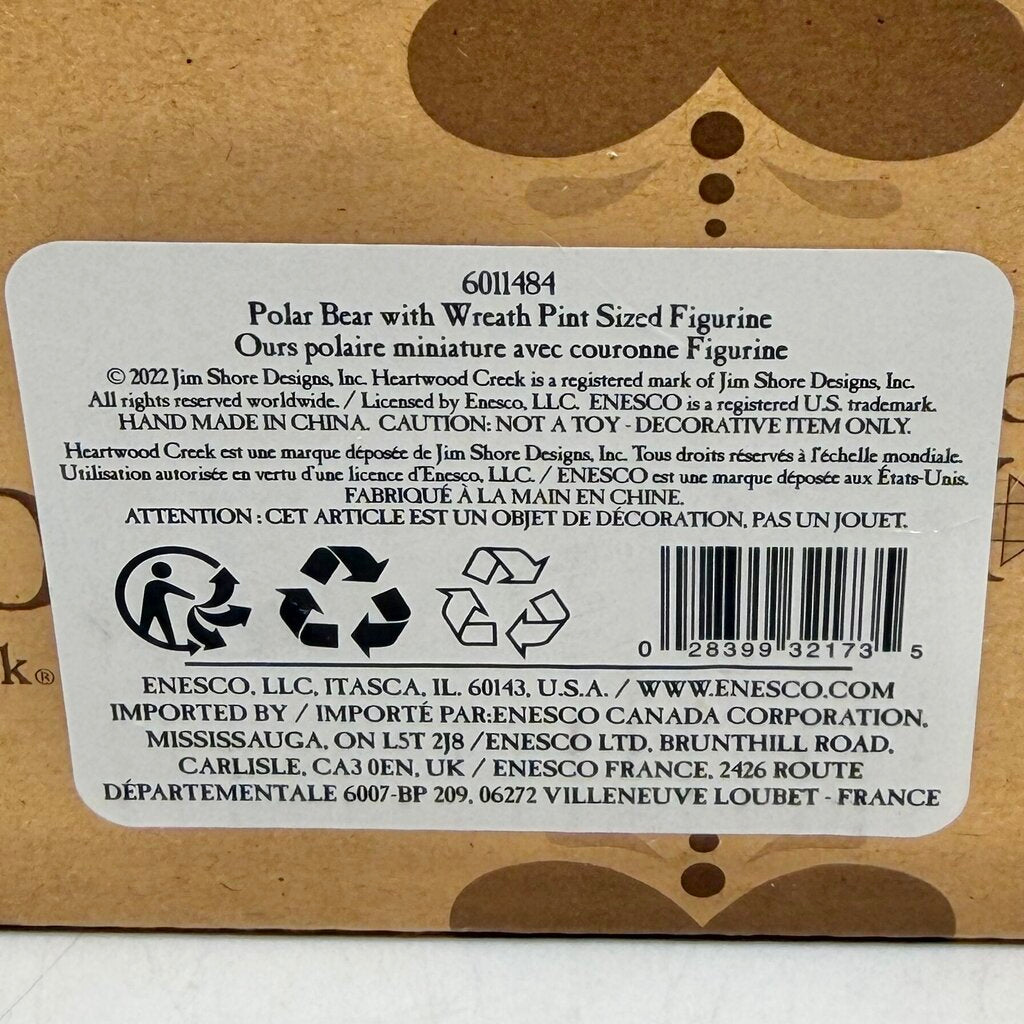 6011484
Polar Bear with Wreath Pint Sized Figurine
Ours polaire miniature avec couronne Figurine
© 2022 Jim Shore Designs, Inc. Heartwood Creek is a registered mark of Jim Shore Designs, Inc.
All rights reserved worldwide. / Licensed by Enesco, LLC. ENESCO is a registered U.S. trademark.
HAND MADE IN CHINA. CAUTION: NOT A TOY - DECORATIVE ITEM ONLY.
Heartwood Creek est une marque déposée de Jim Shore Designs, Inc. Tous droits réservés à l'échelle mondiale.
Utilisation autorisée en vertu d'une licence d'Enesco, LLC. / ENESCO est une marque déposée aux États-Unis.
FABRIQUÉ À LA MAIN EN CHINE.
ATTENTION : CET ARTICLE EST UN OBJET DE DÉCORATION, PAS UN JOUET.
0 28399 32173 5
k®
ENESCO, LLC, ITASCA, IL. 60143, U.S.A. / WWW.ENESCO.COM
IMPORTED BY / IMPORTÉ PAR:ENESCO CANADA CORPORATION,
MISSISSAUGA, ON L5T 2J8 /ENESCO LTD, BRUNTHILL ROAD,
CARLISLE, CA3 0EN, UK / ENESCO FRANCE, 2426 ROUTE
DÉPARTEMENTALE 6007-BP 209, 06272 VILLENEUVE LOUBET - FRANCE